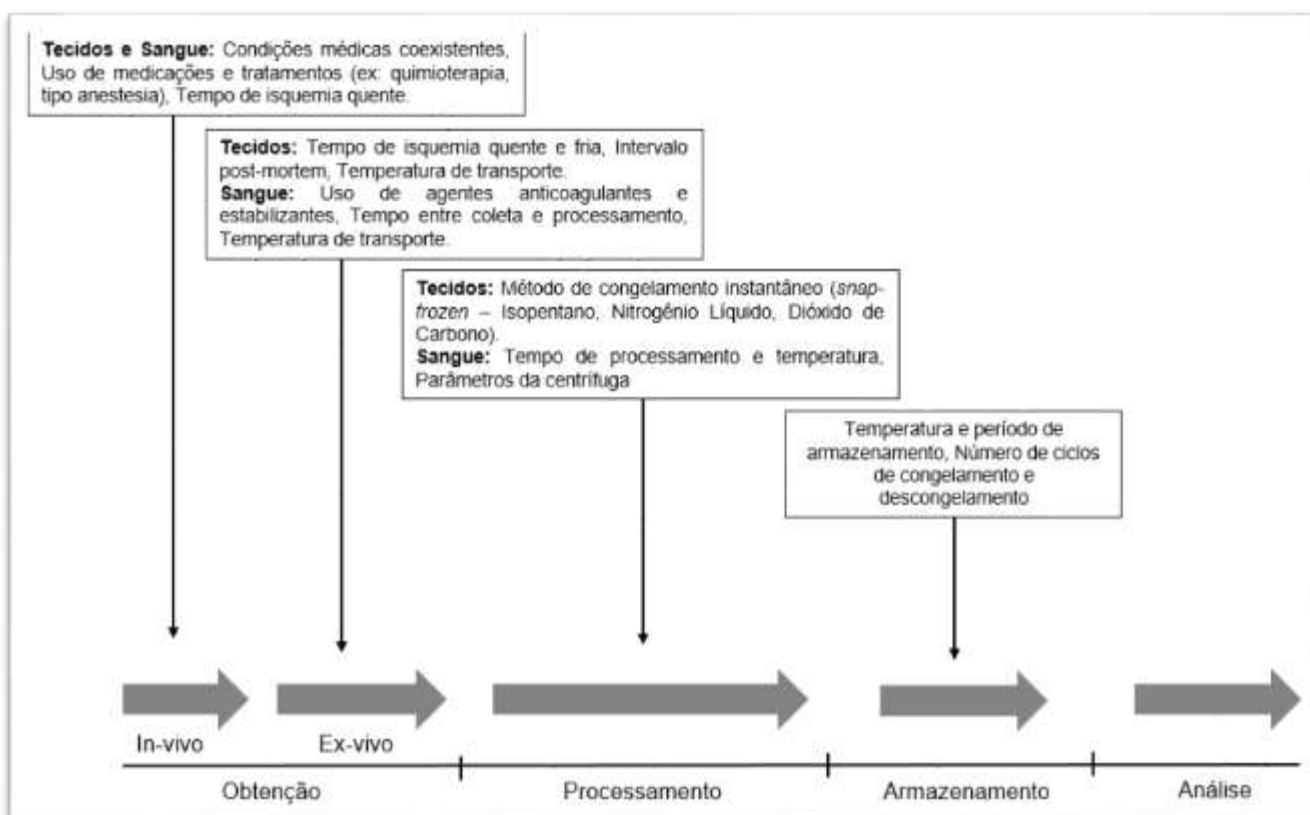 Tecidos e Sangue: Condições médicas coexistentes,
Uso de medicações e tratamentos (ex: quimioterapia,
tipo anestesia), Tempo de isquemia quente.
Tecidos: Tempo de isquemia quente e fria, Intervalo
post-mortem, Temperatura de transporte.
Sangue: Uso de agentes anticoagulantes e
estabilizantes, Tempo entre coleta e processamento,
Temperatura de transporte.
Tecidos: Método de congelamento instantâneo (snap-
frozen – Isopentano, Nitrogênio Líquido, Dióxido de
Carbono).
Sangue: Tempo de processamento e temperatura,
Parâmetros da centrífuga
Temperatura e período de
armazenamento, Número de ciclos
de congelamento e
descongelamento
In-vivo
Ex-vivo
Obtenção
Processamento
Armazenamento
Análise